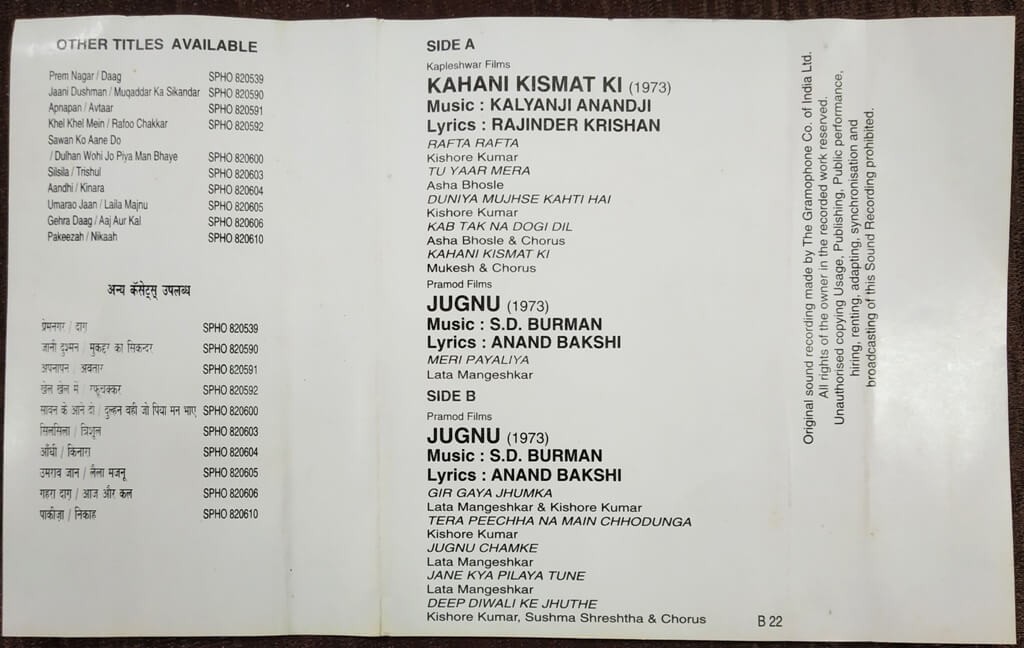 OTHER TITLES AVAILABLE
Prem Nagar / Daag SPHO 820539
Jaani Dushman / Muqaddar Ka Sikandar SPHO 820590
Apnapan / Avtaar SPHO 820591
Khel Khel Mein / Rafoo Chakkar SPHO 820592
Sawan Ko Aane Do
/ Dulhan Wohi Jo Piya Man Bhaye SPHO 820600
Silsila / Trishul SPHO 820603
Aandhi / Kinara SPHO 820604
Umarao Jaan / Laila Majnu SPHO 820605
Gehra Daag / Aaj Aur Kal SPHO 820606
Pakeezah / Nikaah SPHO 820610
अन्य कॅसेट्स् उपलब्ध
प्रेमनगर / दाग SPHO 820539
जानी दुश्मन / मुकद्दर का सिकन्दर SPHO 820590
अपनापन / अवतार SPHO 820591
खेल खेल में / रफूचक्कर SPHO 820592
सावन के आने दो / दुल्हन वही जो पिया मन भाए SPHO 820600
सिलसिला / त्रिशूल SPHO 820603
आँधी / किनारा SPHO 820604
उमराव जान / लैला मजनू SPHO 820605
गहरा दाग़ / आज और कल SPHO 820606
पाकीज़ा / निकाह SPHO 820610
SIDE A
Kapleshwar Films
KAHANI KISMAT KI (1973)
Music : KALYANJI ANANDJI
Lyrics : RAJINDER KRISHAN
RAFTA RAFTA
Kishore Kumar
TU YAAR MERA
Asha Bhosle
DUNIYA MUJHSE KAHTI HAI
Kishore Kumar
KAB TAK NA DOGI DIL
Asha Bhosle & Chorus
KAHANI KISMAT KI
Mukesh & Chorus
Pramod Films
JUGNU (1973)
Music : S.D. BURMAN
Lyrics : ANAND BAKSHI
MERI PAYALIYA
Lata Mangeshkar
SIDE B
Pramod Films
JUGNU (1973)
Music : S.D. BURMAN
Lyrics : ANAND BAKSHI
GIR GAYA JHUMKA
Lata Mangeshkar & Kishore Kumar
TERA PEECHHA NA MAIN CHHODUNGA
Kishore Kumar
JUGNU CHAMKE
Lata Mangeshkar
JANE KYA PILAYA TUNE
Lata Mangeshkar
DEEP DIWALI KE JHUTHE
Kishore Kumar, Sushma Shreshtha & Chorus
B 22
Original sound recording made by The Gramophone Co. of India Ltd.
All rights of the owner in the recorded work reserved.
Unauthorised copying Usage, Publishing, Public performance,
hiring, renting, adapting, synchronisation and
broadcasting of this Sound Recording prohibited.